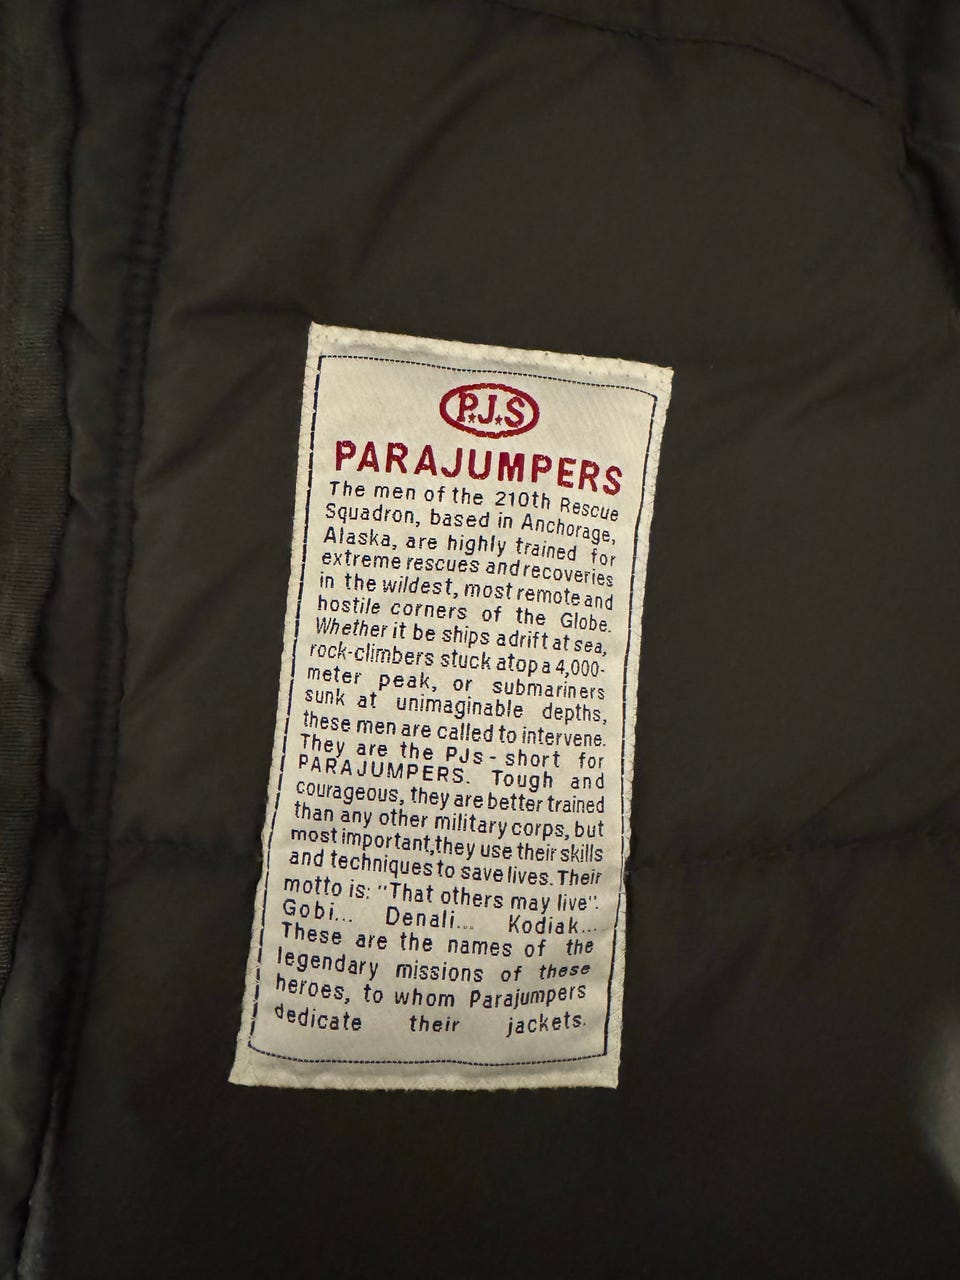 P.J.S
PARAJUMPERS
The men of the 210th Rescue
Squadron, based in Anchorage,
Alaska, are highly trained for
extreme rescues and recoveries
in the wildest, most remote and
hostile corners of the Globe.
Whether it be ships adrift at sea,
rock-climbers stuck atop a 4,000-
meter peak, or submariners
sunk at unimaginable depths,
these men are called to intervene.
They are the PJs - short for
PARAJUMPERS. Tough and
courageous, they are better trained
than any other military corps, but
most important, they use their skills
and techniques to save lives. Their
motto is: "That others may live".
Gobi... Denali... Kodiak...
These are the names of the
legendary missions of these
heroes, to whom Parajumpers
dedicate their jackets.